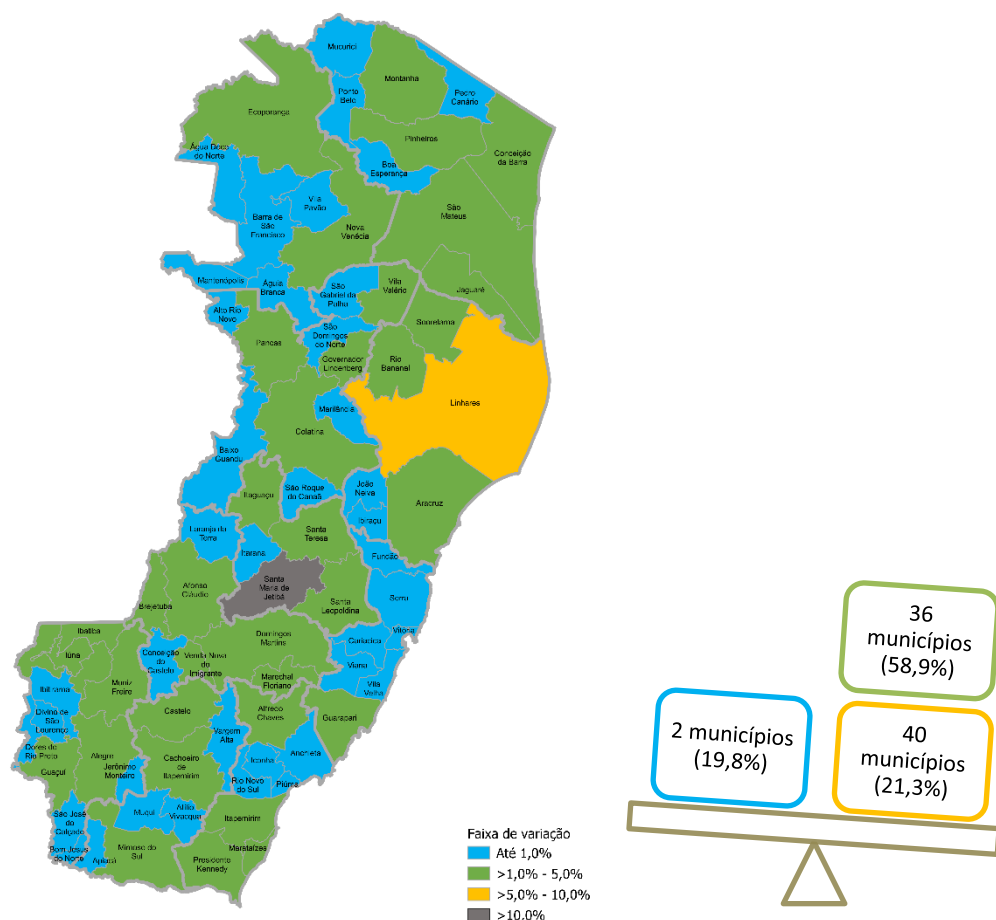 Mucurici
Montanha
Ponto
Belo
Pedro
Canário
Ecoporanga
Pinheiros
Conceição
da Barra
Água Doce
do Norte
Boa
Esperança
Vila
Pavão
Barra de
São
Francisco
São
Mateus
Nova
Venécia
Mantenópolis
Águia
Branca
São
Gabriel da
Palha
Vila
Valério
Jaguaré
Alto Rio
Novo
Sooretama
São
Domingos
do Norte
Pancas
Governador
Lindenberg
Rio
Bananal
Linhares
Marilândia
Colatina
Baixo
Guandu
São Roque
do Canaã
João
Neiva
Itaguaçu
Aracruz
Ibiraçu
Laranja da
Terra
Santa
Teresa
Itarana
Fundão
Santa
Maria de
Jetibá
Afonso
Cláudio
Serra
Brejetuba
Santa
Leopoldina
Vitória
Ibatiba
Domingos
Martins
Cariacica
Iúna
Conceição
do
Castelo
Venda Nova
do
Imigrante
Viana
Marechal
Floriano
Vila
Velha
Muniz
Freire
Ibitirama
Divino de
São
Lourenço
Castelo
Alfredo
Chaves
Guarapari
Vargem
Alta
Anchieta
Dores do
Rio Preto
Alegre
Cachoeiro
de
Itapemirim
Iconha
Guaçuí
Jerônimo
Monteiro
Rio Novo
do Sul
Piúma
São José
do
Calçado
Muqui
Atílio
Vivacqua
Itapemirim
Bom Jesus
do Norte
Apiacá
Mimoso do
Sul
Marataízes
Presidente
Kennedy
Faixa de variação
Até 1,0%
>1,0% - 5,0%
>5,0% - 10,0%
>10,0%
36
municípios
(58,9%)
2 municípios
(19,8%)
40
municípios
(21,3%)